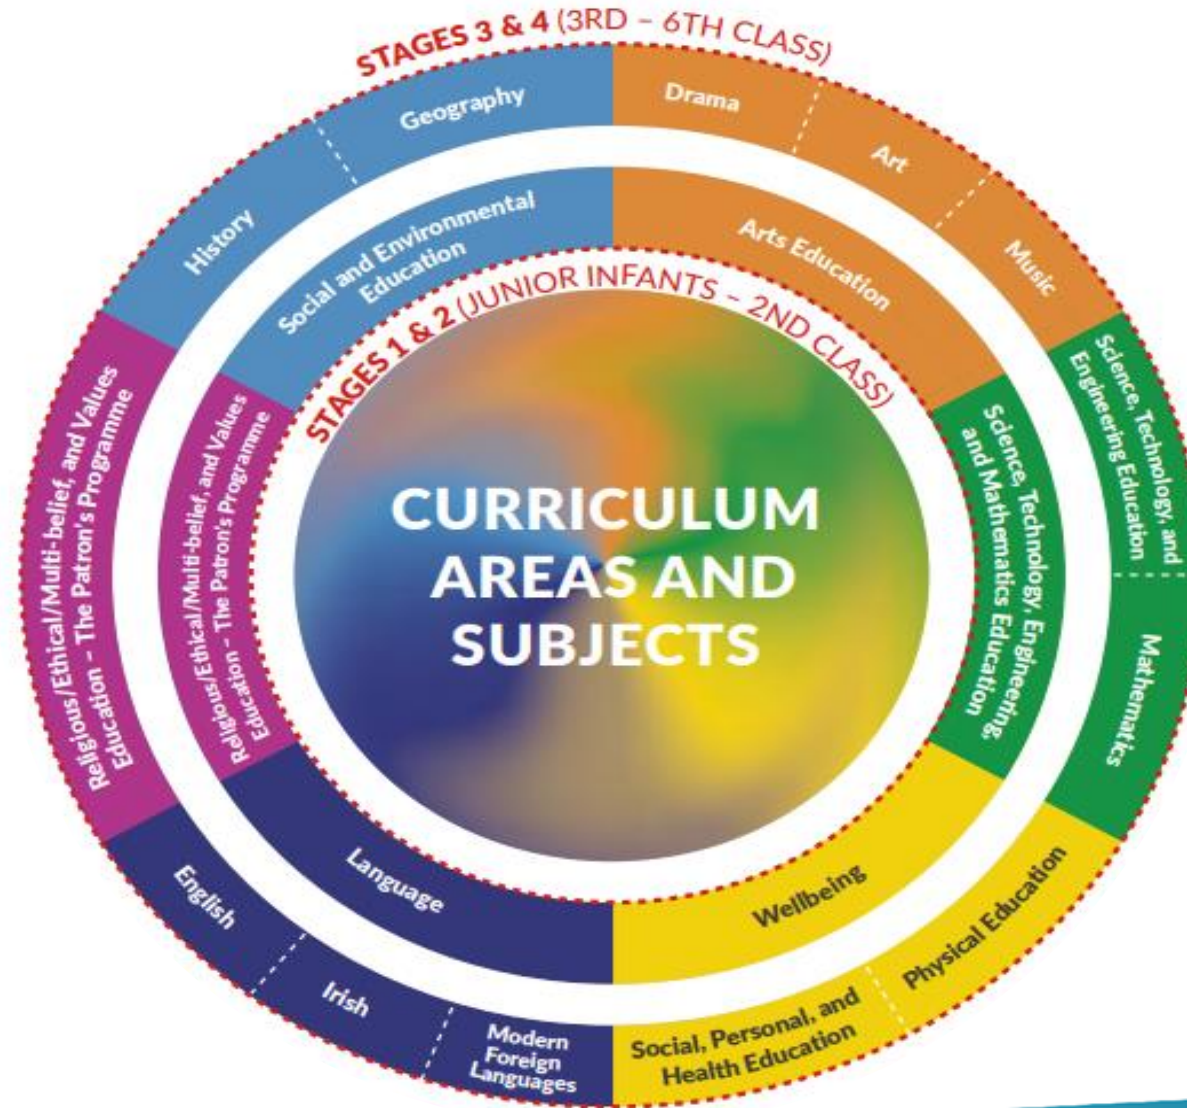 STAGES 3 & 4 (3RD – 6TH CLASS)
Geography
Drama
Art
Music
History
Science, Technology, and
Engineering Education
Mathematics
Physical Education
Social, Personal, and
Health Education
Modern
Foreign
Languages
Irish
English
Religious/Ethical/Multi-belief, and Values
Education – The Patron's Programme
Social and Environmental
Education
Arts Education
Science, Technology, Engineering,
and Mathematics Education
Wellbeing
Language
Religious/Ethical/Multi-belief, and Values
Education – The Patron's Programme
STAGES 1 & 2 (JUNIOR INFANTS – 2ND CLASS)
CURRICULUM
AREAS AND
SUBJECTS